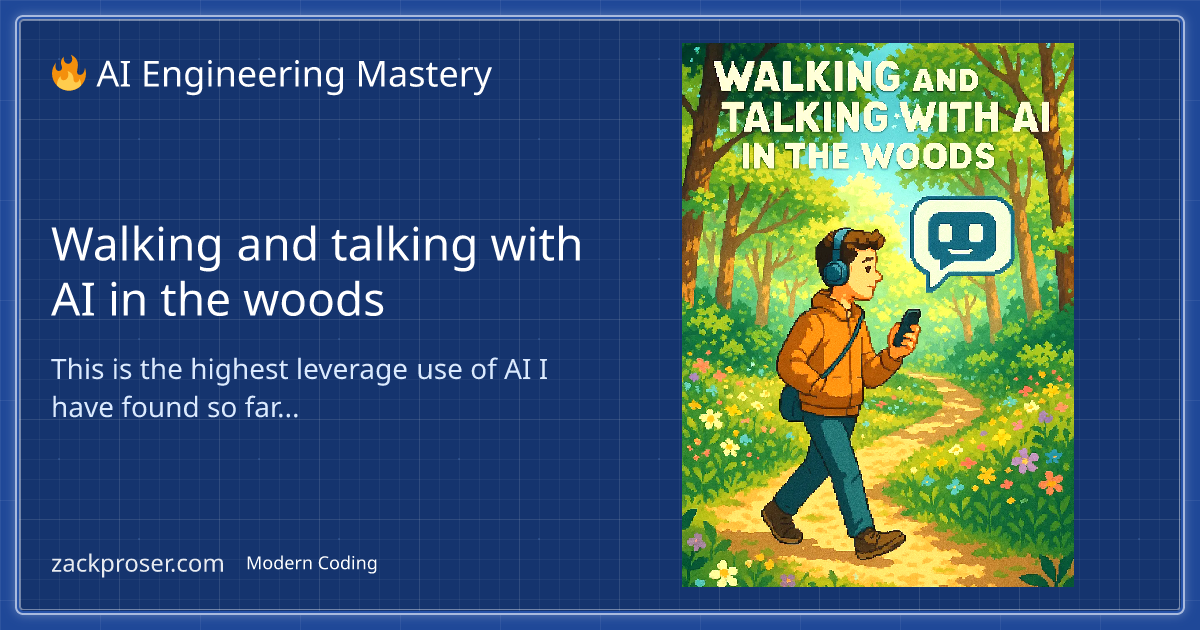 🔥 AI Engineering Mastery
Walking and talking with
AI in the woods
This is the highest leverage use of AI I
have found so far...
zackproser.com Modern Coding
WALKING AND
TALKING WITH AI
IN THE WOODS